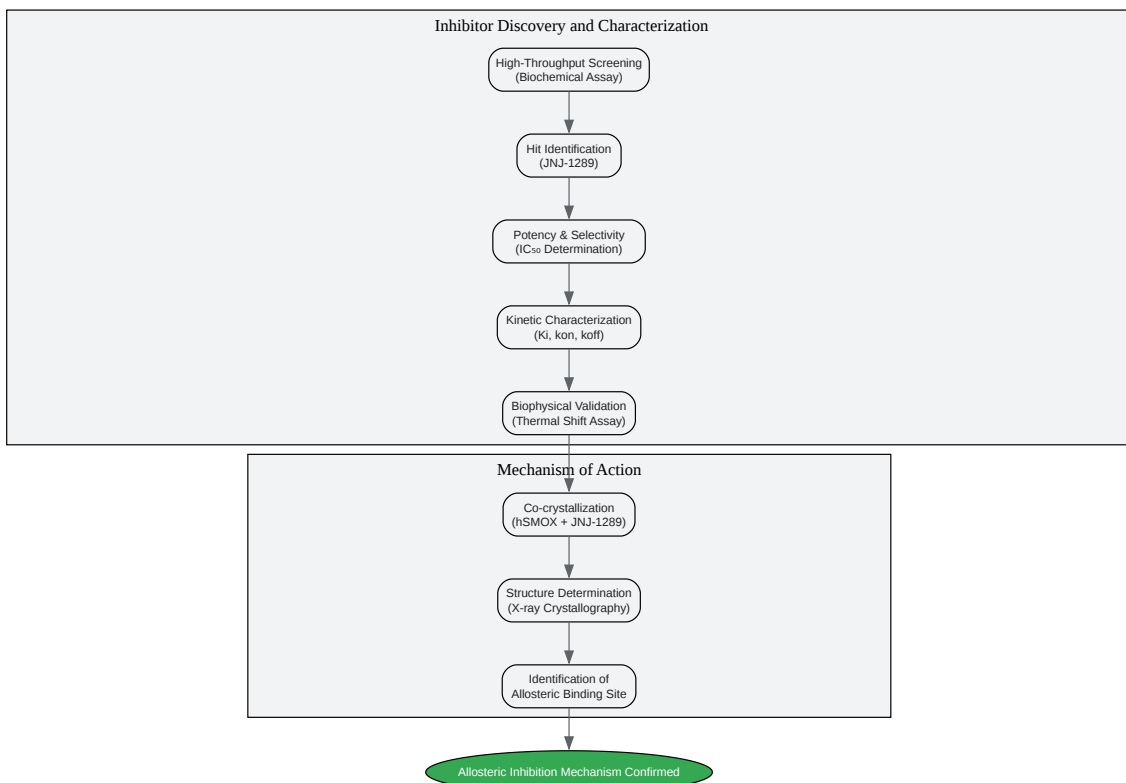 Inhibitor Discovery and Characterization
High-Throughput Screening
(Biochemical Assay)
Hit Identification
(JNJ-1289)
Potency & Selectivity
(IC₅₀ Determination)
Kinetic Characterization
(Ki, kon, koff)
Biophysical Validation
(Thermal Shift Assay)
Mechanism of Action
Co-crystallization
(hSMOX + JNJ-1289)
Structure Determination
(X-ray Crystallography)
Identification of
Allosteric Binding Site
Allosteric Inhibition Mechanism Confirmed